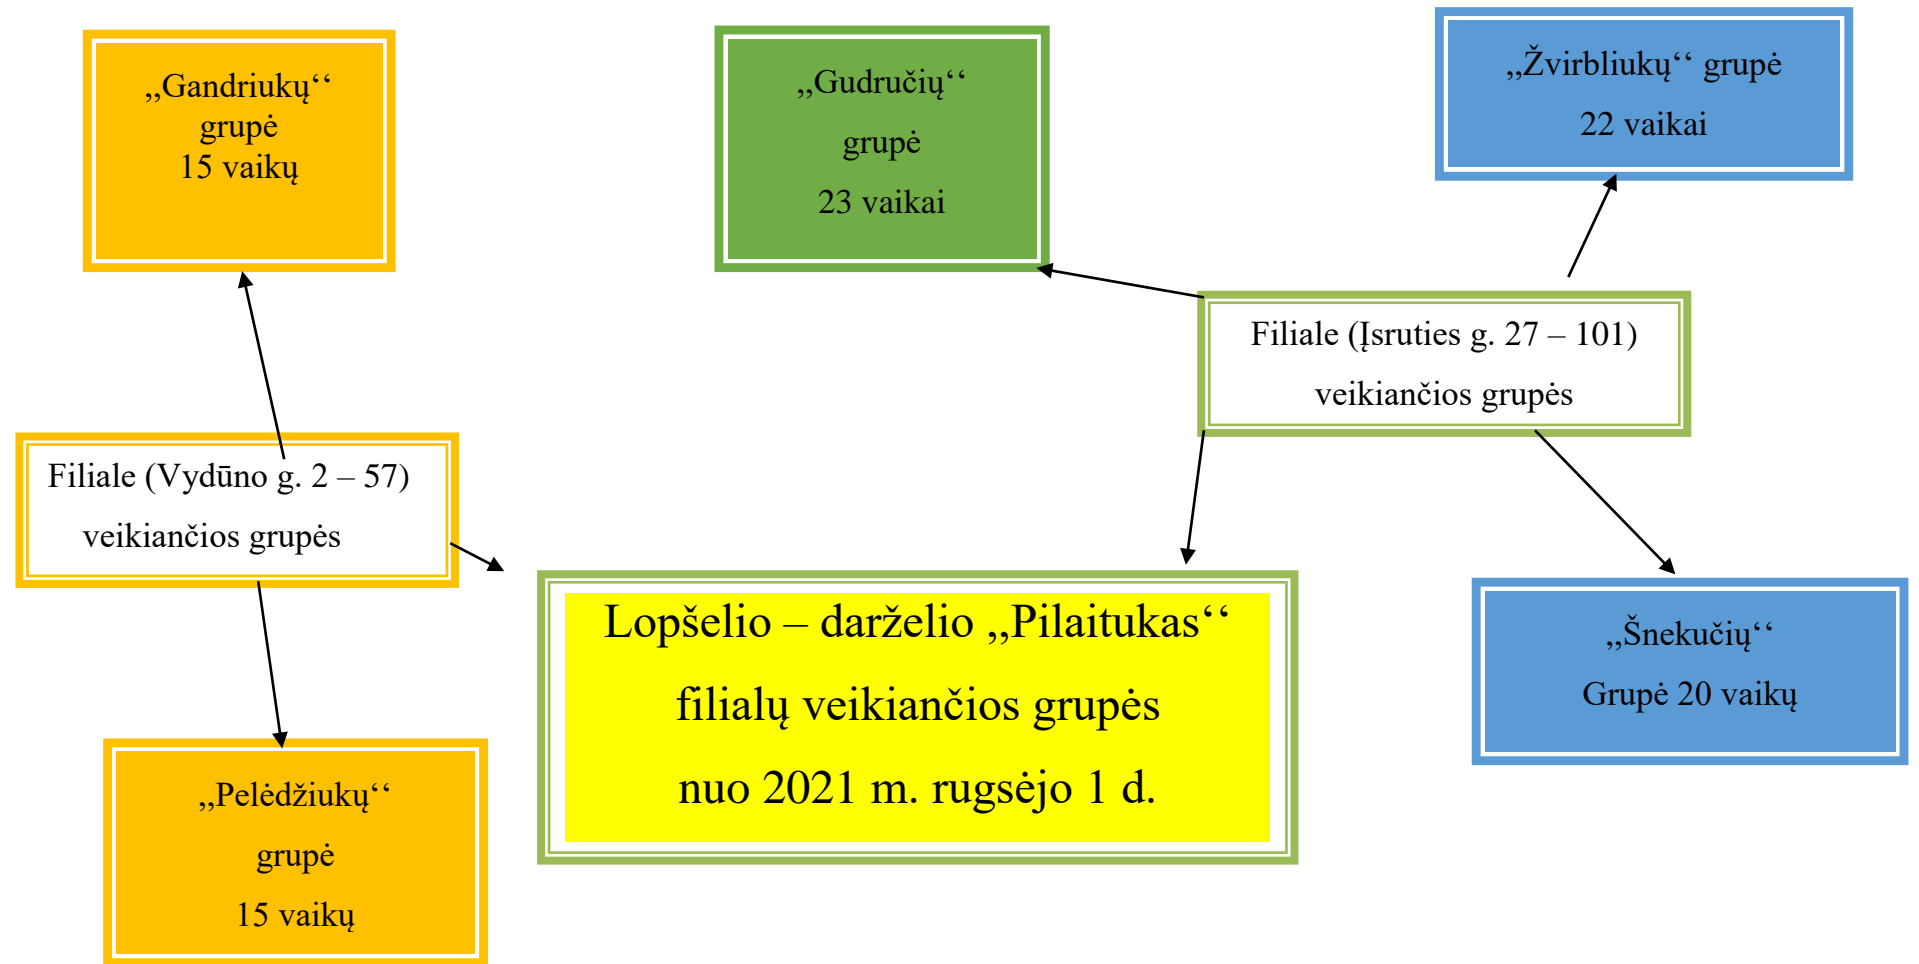 ,,Gandriukų‘‘
grupė
15 vaikų
,,Gudručių‘‘
grupė
23 vaikai
,,Žvirbliukų‘‘ grupė
22 vaikai
Filiale (Įsruties g. 27 – 101)
veikiančios grupės
Filiale (Vydūno g. 2 – 57)
veikiančios grupės
Lopšelio – darželio ,,Pilaitukas‘‘
filialų veikiančios grupės
nuo 2021 m. rugsėjo 1 d.
,,Šnekučių‘‘
Grupė 20 vaikų
,,Pelėdžiukų‘‘
grupė
15 vaikų